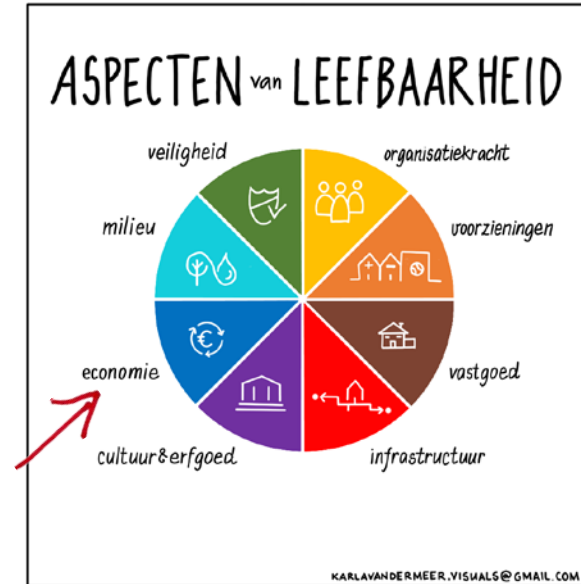 ASPECTEN van LEEFBAARHEID
veiligheid
organisatiekracht
milieu
voorzieningen
€
economie
vastgoed
cultuur&erfgoed
infrastructuur
KARLAVANDERMEER.VISUALS@GMAIL.COM